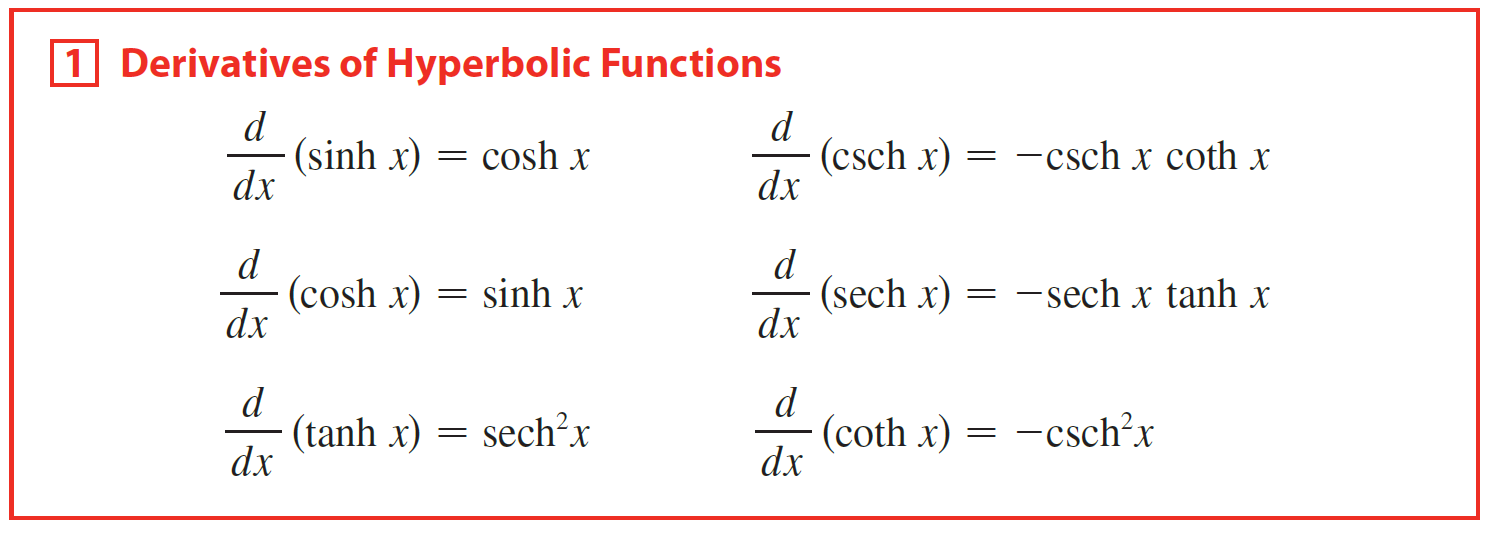 1 Derivatives of Hyperbolic Functions
d/dx (sinh x) = cosh x    d/dx (csch x) = −csch x coth x
d/dx (cosh x) = sinh x    d/dx (sech x) = −sech x tanh x
d/dx (tanh x) = sech²x    d/dx (coth x) = −csch²x